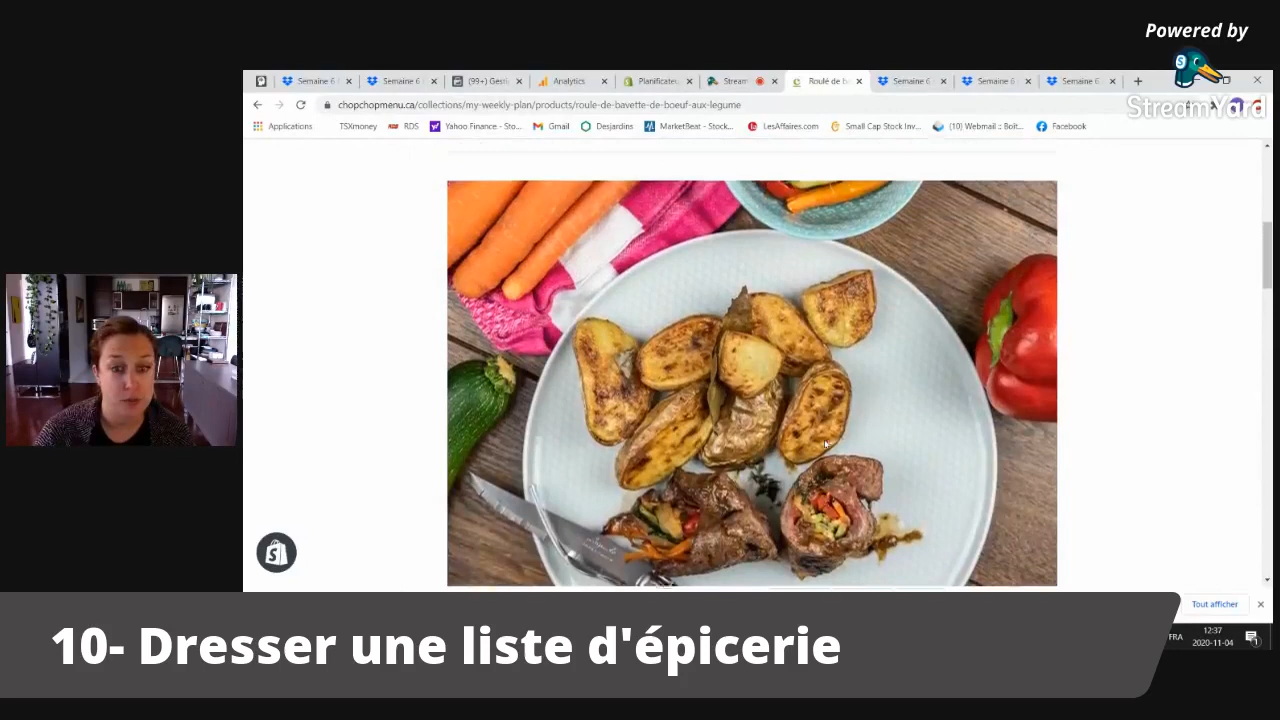 Powered by
StreamYard
Semaine 6
Semaine 6
(99+) Gesti
Analytics
Planificateu
Stream
Roulé de b
Semaine 6
Semaine 6
Semaine 6
chopchopmenu.ca/collections/my-weekly-plan/products/roule-de-bavette-de-boeuf-aux-legume
Applications
TSXmoney
RDS
Yahoo Finance - Sto...
Gmail
Desjardins
MarketBeat - Stock...
LesAffaires.com
Small Cap Stock Inv...
(10) Webmail :: Boît...
Facebook
Tout afficher
FRA
12:37
2020-11-04
10- Dresser une liste d'épicerie